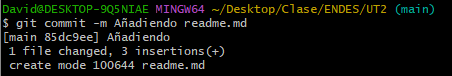 David@DESKTOP-9Q5NIAE MINGW64 ~/Desktop/Clase/ENDES/UT2 (main)
$ git commit -m Añadiendo readme.md
[main 85dc9ee] Añadiendo
 1 file changed, 3 insertions(+)
 create mode 100644 readme.md